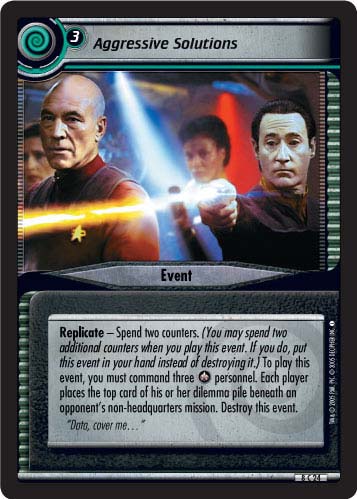 3 Aggressive Solutions
Event
Replicate – Spend two counters. (You may spend two
additional counters when you play this event. If you do, put
this event in your hand instead of destroying it.) To play this
event, you must command three personnel. Each player
places the top card of his or her dilemma pile beneath an
opponent's non-headquarters mission. Destroy this event.
"Data, cover me…"
8 C 24